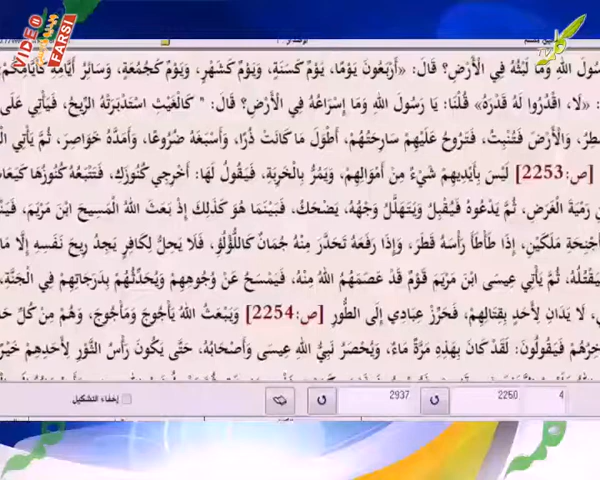 VIDEO FARSI
TV
سُولَ اللهِ وَمَا لَبْثُهُ فِي الْأَرْضِ؟ قَالَ: «أَرْبَعُونَ يَوْمًا، يَوْمٌ كَسَنَةٍ، وَيَوْمٌ كَشَهْرٍ، وَيَوْمٌ كَجُمُعَةٍ، وَسَائِرُ أَيَّامِهِ كَأَيَّامِكُمْ
: «لَا، اقْدُرُوا لَهُ قَدْرَهُ» قُلْنَا: يَا رَسُولَ اللهِ وَمَا إِسْرَاعُهُ فِي الْأَرْضِ؟ قَالَ: " كَالْغَيْثِ اسْتَدْبَرَتْهُ الرِّيحُ، فَيَأْتِي عَلَى
طِرُ، وَالْأَرْضَ فَتُنْبِتُ، فَتَرُوحُ عَلَيْهِمْ سَارِحَتُهُمْ، أَطْوَلَ مَا كَانَتْ ذُرًا، وَأَسْبَغَهُ ضُرُوعًا، وَأَمَدَّهُ خَوَاصِرَ، ثُمَّ يَأْتِي
[ص:2253] لَيْسَ بِأَيْدِيهِمْ شَيْءٌ مِنْ أَمْوَالِهِمْ، وَيَمُرُّ بِالْخَرِبَةِ، فَيَقُولُ لَهَا: أَخْرِجِي كُنُوزَكِ، فَتَتْبَعُهُ كُنُوزُهَا كَيَعَا
رَمْيَةَ الْغَرَضِ، ثُمَّ يَدْعُوهُ فَيُقْبِلُ وَيَتَهَلَّلُ وَجْهُهُ، يَضْحَكُ، فَبَيْنَمَا هُوَ كَذَلِكَ إِذْ بَعَثَ اللهُ الْمَسِيحَ ابْنَ مَرْيَمَ،
أَجْنِحَةِ مَلَكَيْنِ، إِذَا طَأْطَأَ رَأْسَهُ قَطَرَ، وَإِذَا رَفَعَهُ تَحَدَّرَ مِنْهُ جُمَانٌ كَاللُّؤْلُؤِ، فَلَا يَحِلُّ لِكَافِرٍ يَجِدُ رِيحَ نَفَسِهِ إِلَّا
يَقْتُلُهُ، ثُمَّ يَأْتِي عِيسَى ابْنَ مَرْيَمَ قَوْمٌ قَدْ عَصَمَهُمُ اللهُ مِنْهُ، فَيَمْسَحُ عَنْ وُجُوهِهِمْ وَيُحَدِّثُهُمْ بِدَرَجَاتِهِمْ فِي الْجَنَّةِ،
، لَا يَدَانِ لِأَحَدٍ بِقِتَالِهِمْ، فَحَرِّزْ عِبَادِي إِلَى الطُّورِ [ص:2254] وَيَبْعَثُ اللهُ يَأْجُوجَ وَمَأْجُوجَ، وَهُمْ مِنْ كُلِّ
خِرُهُمْ فَيَقُولُونَ: لَقَدْ كَانَ بِهَذِهِ مَرَّةً مَاءٌ، وَيُحْصَرُ نَبِيُّ اللهِ عِيسَى وَأَصْحَابُهُ، حَتَّى يَكُونَ رَأْسُ الثَّوْرِ لِأَحَدِهِمْ
إخفاء التشكيل 2937 2250 4